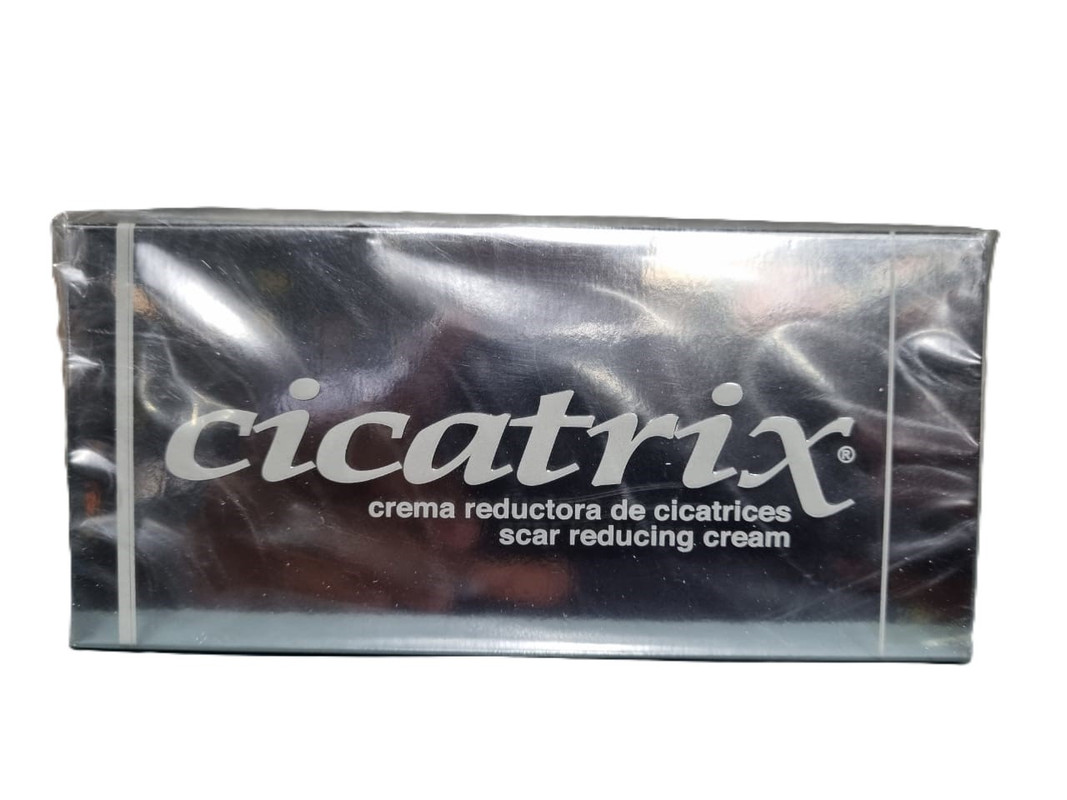 cicatrix®
crema reductora de cicatrices
scar reducing cream